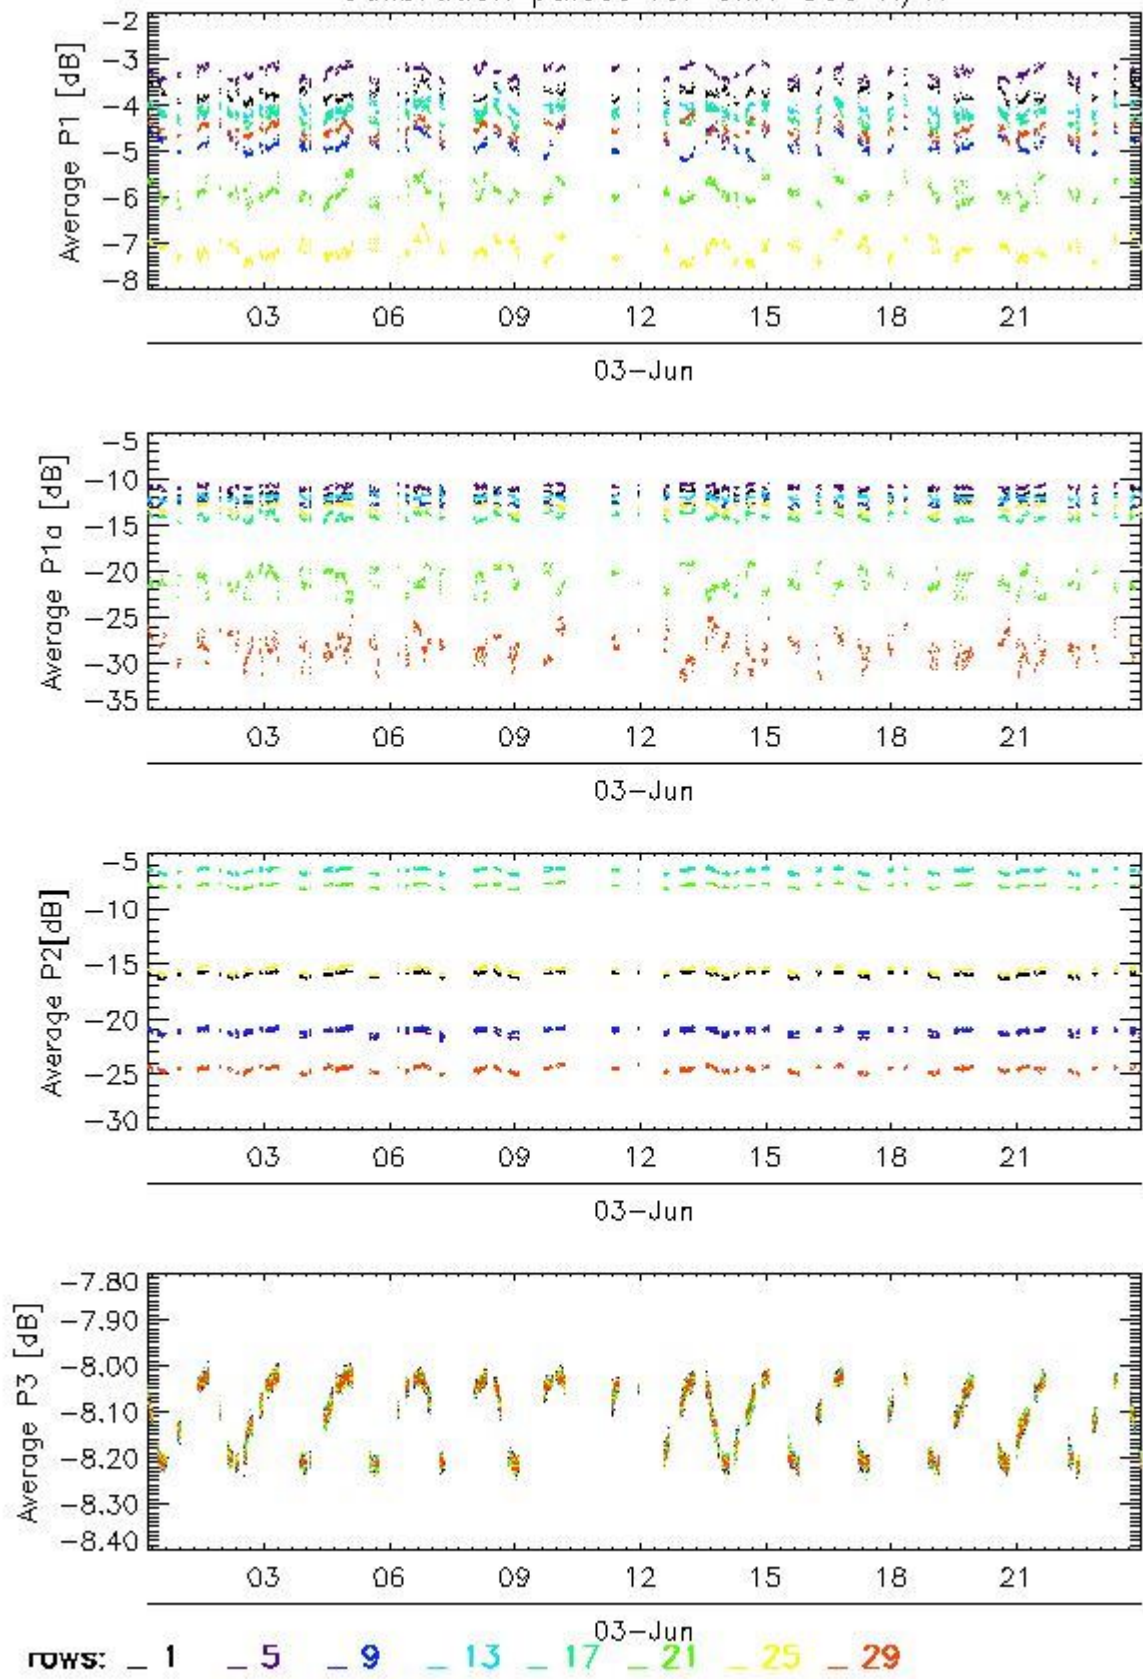 -2
-3
-4
-5
-6
-7
-8
Average P1 [dB]
03 06 09 12 15 18 21
03-Jun
-5
-10
-15
-20
-25
-30
-35
Average P1a [dB]
03 06 09 12 15 18 21
03-Jun
-5
-10
-15
-20
-25
-30
Average P2[dB]
03 06 09 12 15 18 21
03-Jun
-7.80
-7.90
-8.00
-8.10
-8.20
-8.30
-8.40
Average P3 [dB]
03 06 09 12 15 18 21
03-Jun
rows: _ 1 _ 5 _ 9 _ 13 _ 17 _ 21 _ 25 _ 29